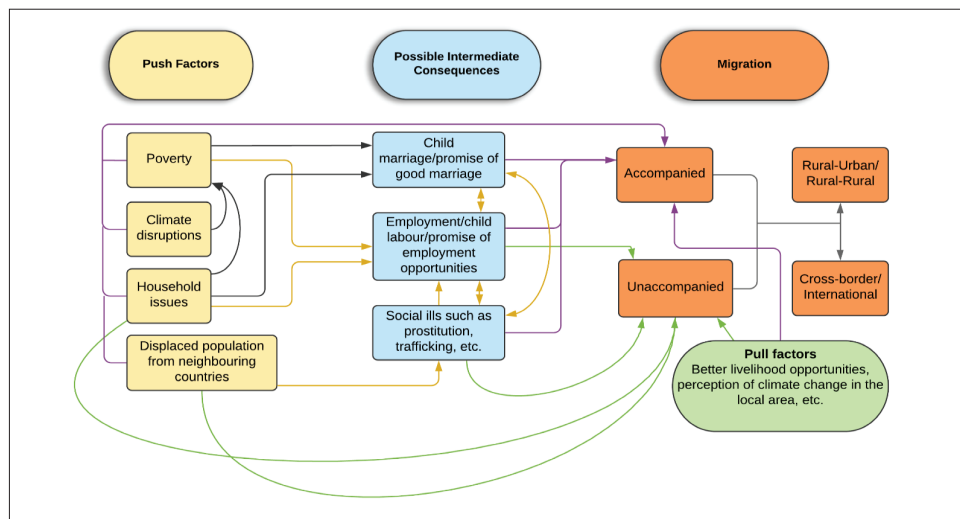 Push Factors
Possible Intermediate
Consequences
Migration
Poverty
Climate
disruptions
Household
issues
Displaced population
from neighbouring
countries
Child
marriage/promise of
good marriage
Employment/child
labour/promise of
employment
opportunities
Social ills such as
prostitution,
trafficking, etc.
Accompanied
Unaccompanied
Rural-Urban/
Rural-Rural
Cross-border/
International
Pull factors
Better livelihood opportunities,
perception of climate change in the
local area, etc.